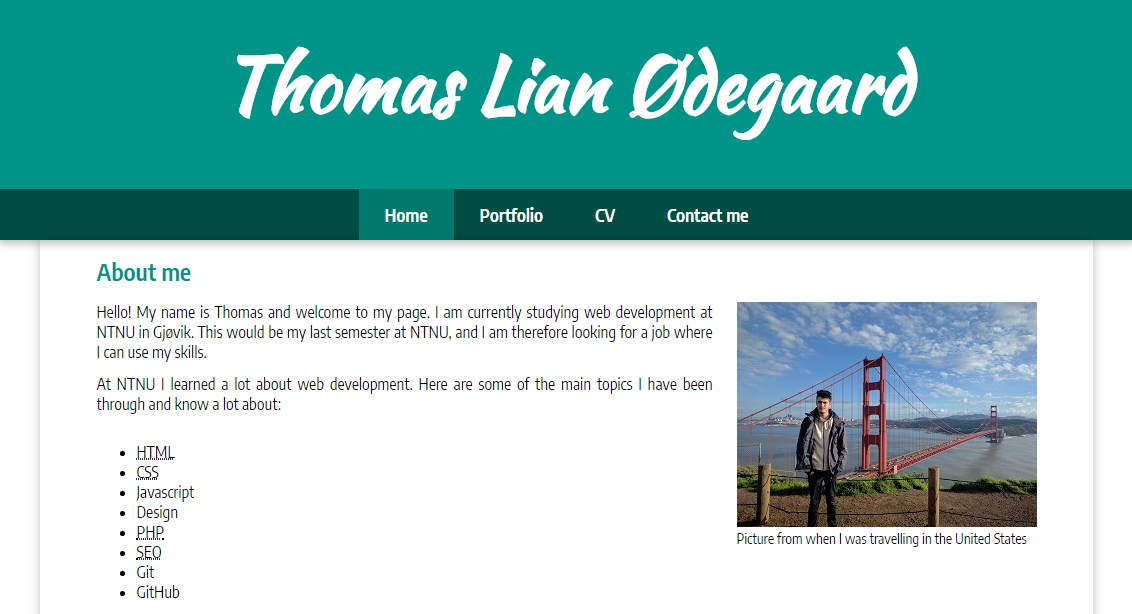 Thomas Lian Ødegaard
Home Portfolio CV Contact me
About me
Hello! My name is Thomas and welcome to my page. I am currently studying web development at
NTNU in Gjøvik. This would be my last semester at NTNU, and I am therefore looking for a job where
I can use my skills.
At NTNU I learned a lot about web development. Here are some of the main topics I have been
through and know a lot about:
HTML
CSS
Javascript
Design
PHP
SEO
Git
GitHub
Picture from when I was travelling in the United States